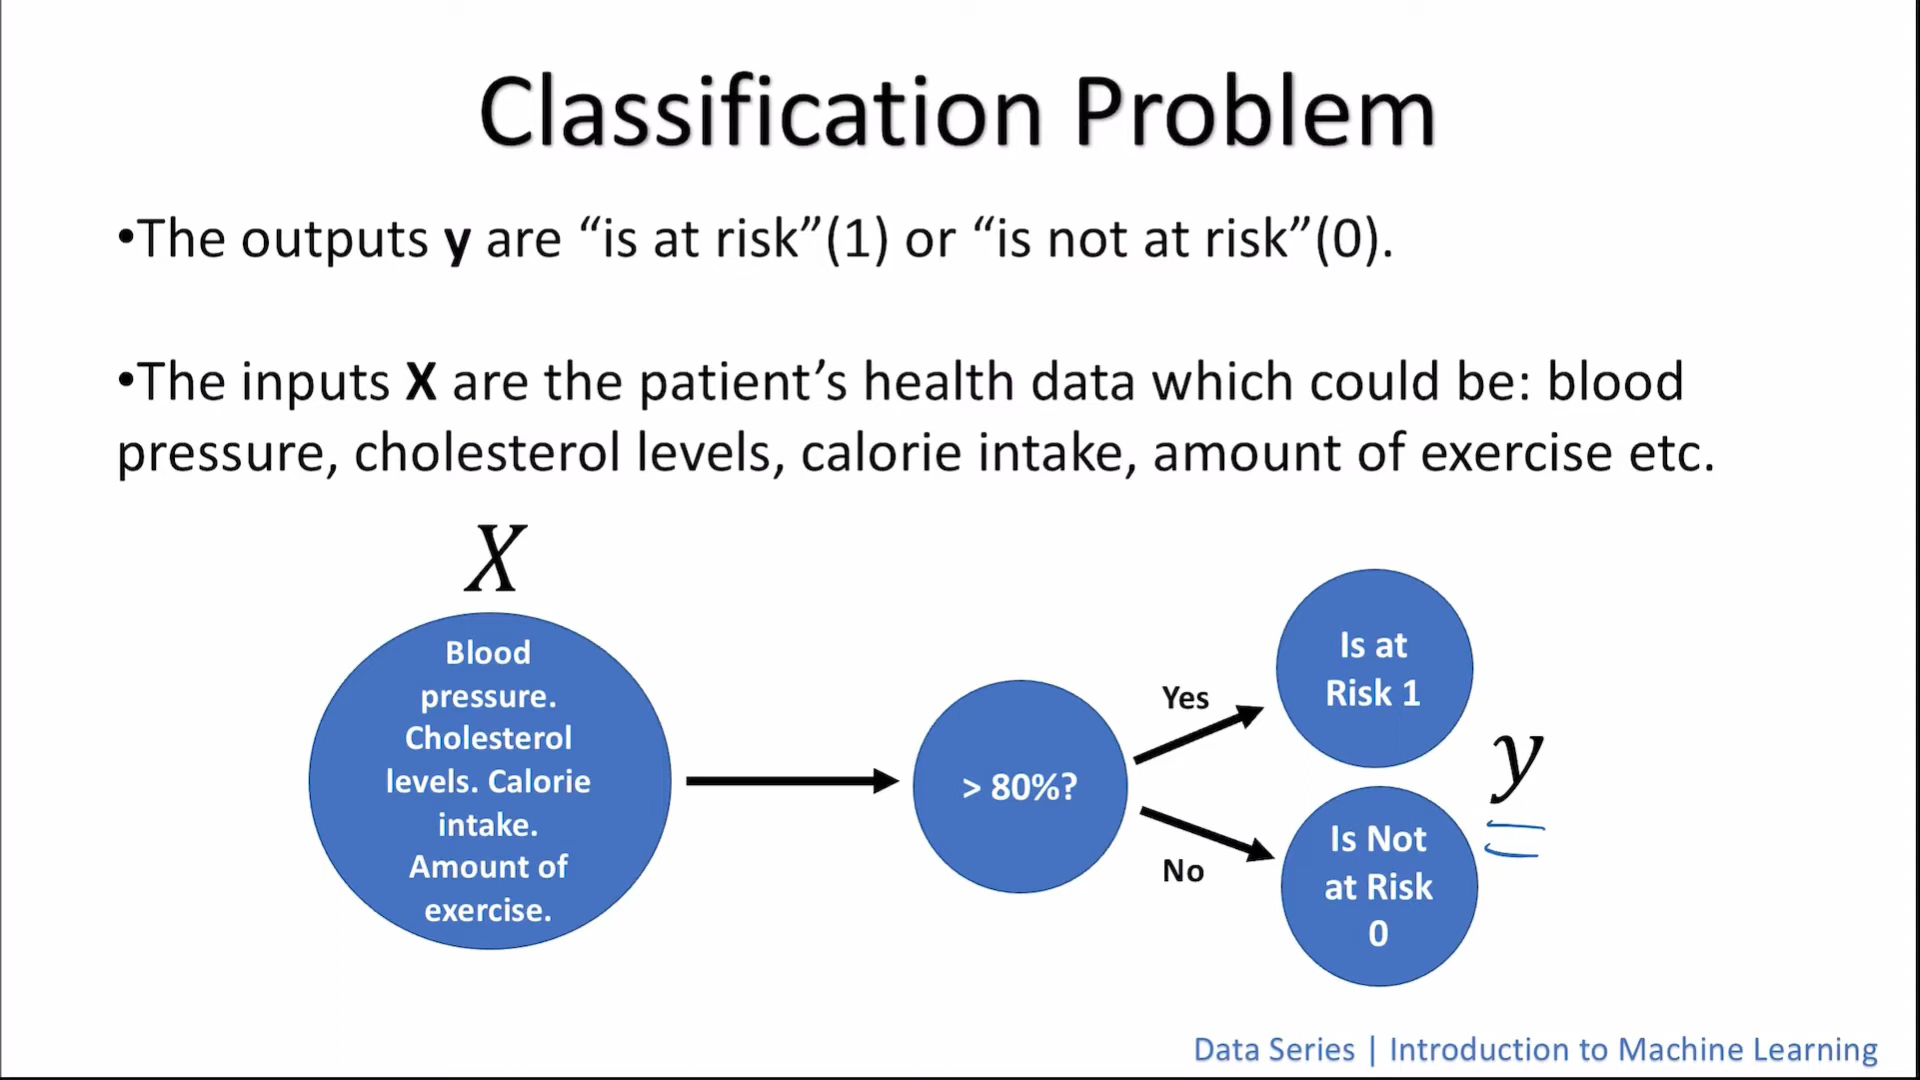 Classification Problem
•The outputs y are “is at risk”(1) or “is not at risk”(0).
•The inputs X are the patient’s health data which could be: blood
pressure, cholesterol levels, calorie intake, amount of exercise etc.
X
Blood
pressure.
Cholesterol
levels. Calorie
intake.
Amount of
exercise.
> 80%?
Yes
No
Is at
Risk 1
y
Is Not
at Risk
0
Data Series | Introduction to Machine Learning